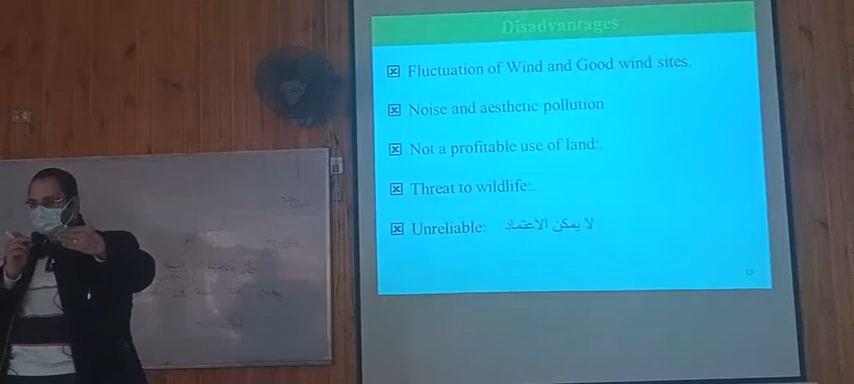 Disadvantages
Fluctuation of Wind and Good wind sites.
Noise and aesthetic pollution
Not a profitable use of land:.
Threat to wildlife:.
Unreliable: لا يمكن الاعتماد